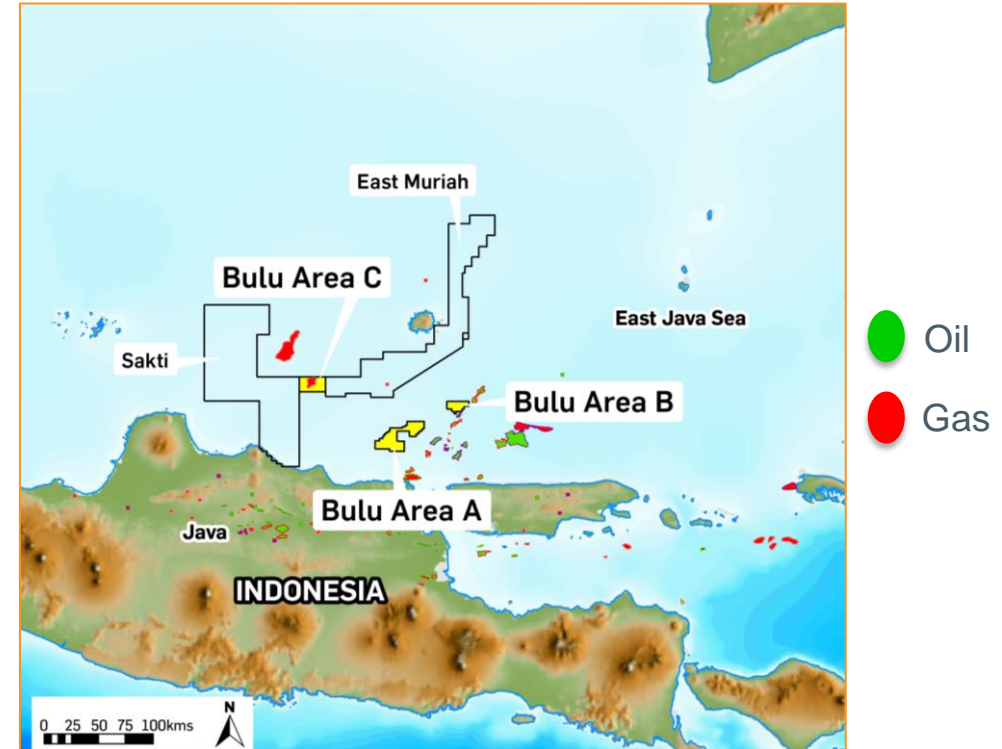 East Muriah
Bulu Area C
East Java Sea
Sakti
Oil
Bulu Area B
Gas
Bulu Area A
Java
INDONESIA
N
0 25 50 75 100kms